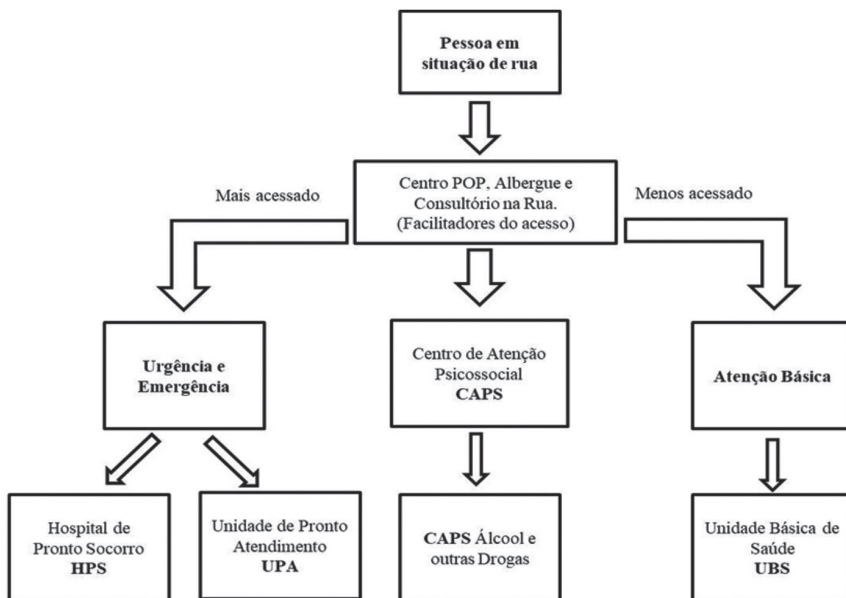 Pessoa em
situação de rua
Mais acessado
Centro POP, Albergue e
Consultório na Rua.
(Facilitadores do acesso)
Menos acessado
Urgência e
Emergência
Centro de Atenção
Psicossocial
CAPS
Atenção Básica
Hospital de
Pronto Socorro
HPS
Unidade de Pronto
Atendimento
UPA
CAPS Álcool e
outras Drogas
Unidade Básica de
Saúde
UBS